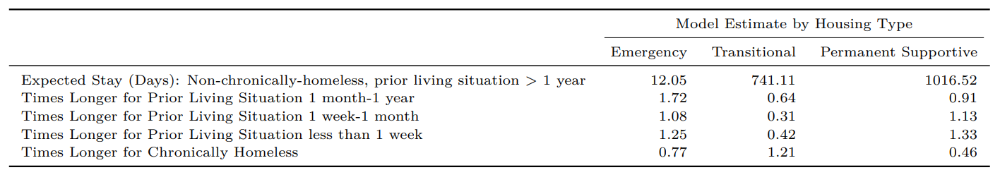 Model Estimate by Housing Type
Emergency Transitional Permanent Supportive
Expected Stay (Days): Non-chronically-homeless, prior living situation > 1 year 12.05 741.11 1016.52
Times Longer for Prior Living Situation 1 month-1 year 1.72 0.64 0.91
Times Longer for Prior Living Situation 1 week-1 month 1.08 0.31 1.13
Times Longer for Prior Living Situation less than 1 week 1.25 0.42 1.33
Times Longer for Chronically Homeless 0.77 1.21 0.46